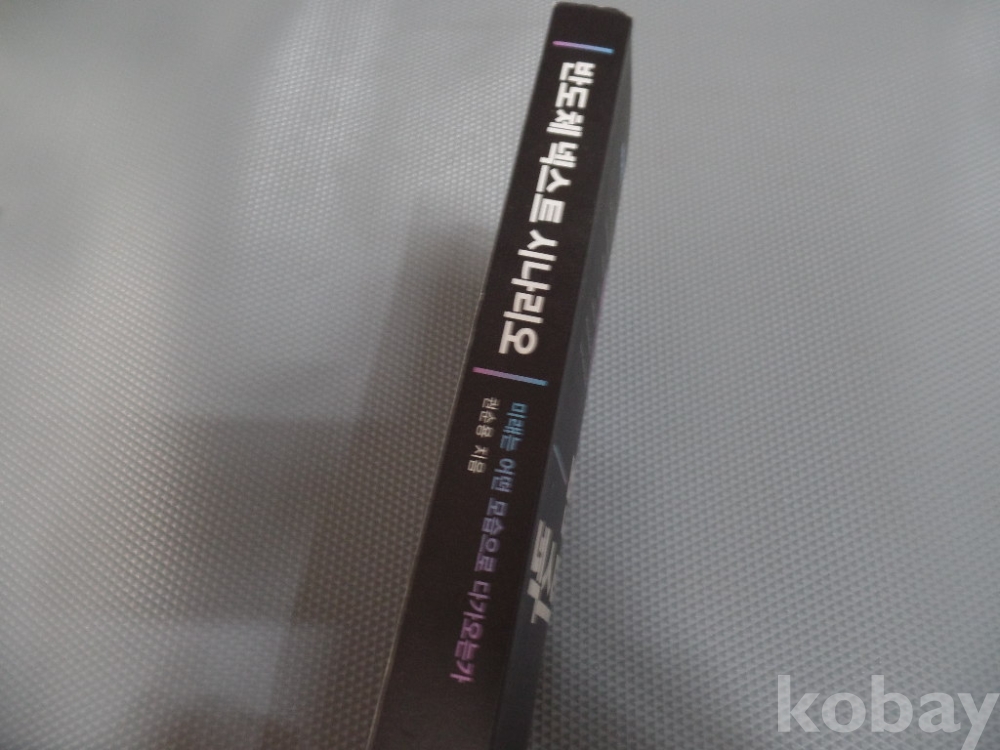 반도체 넥스트 시나리오
미래는 어떤 모습으로 다가오는가
권순용 지음
kobay